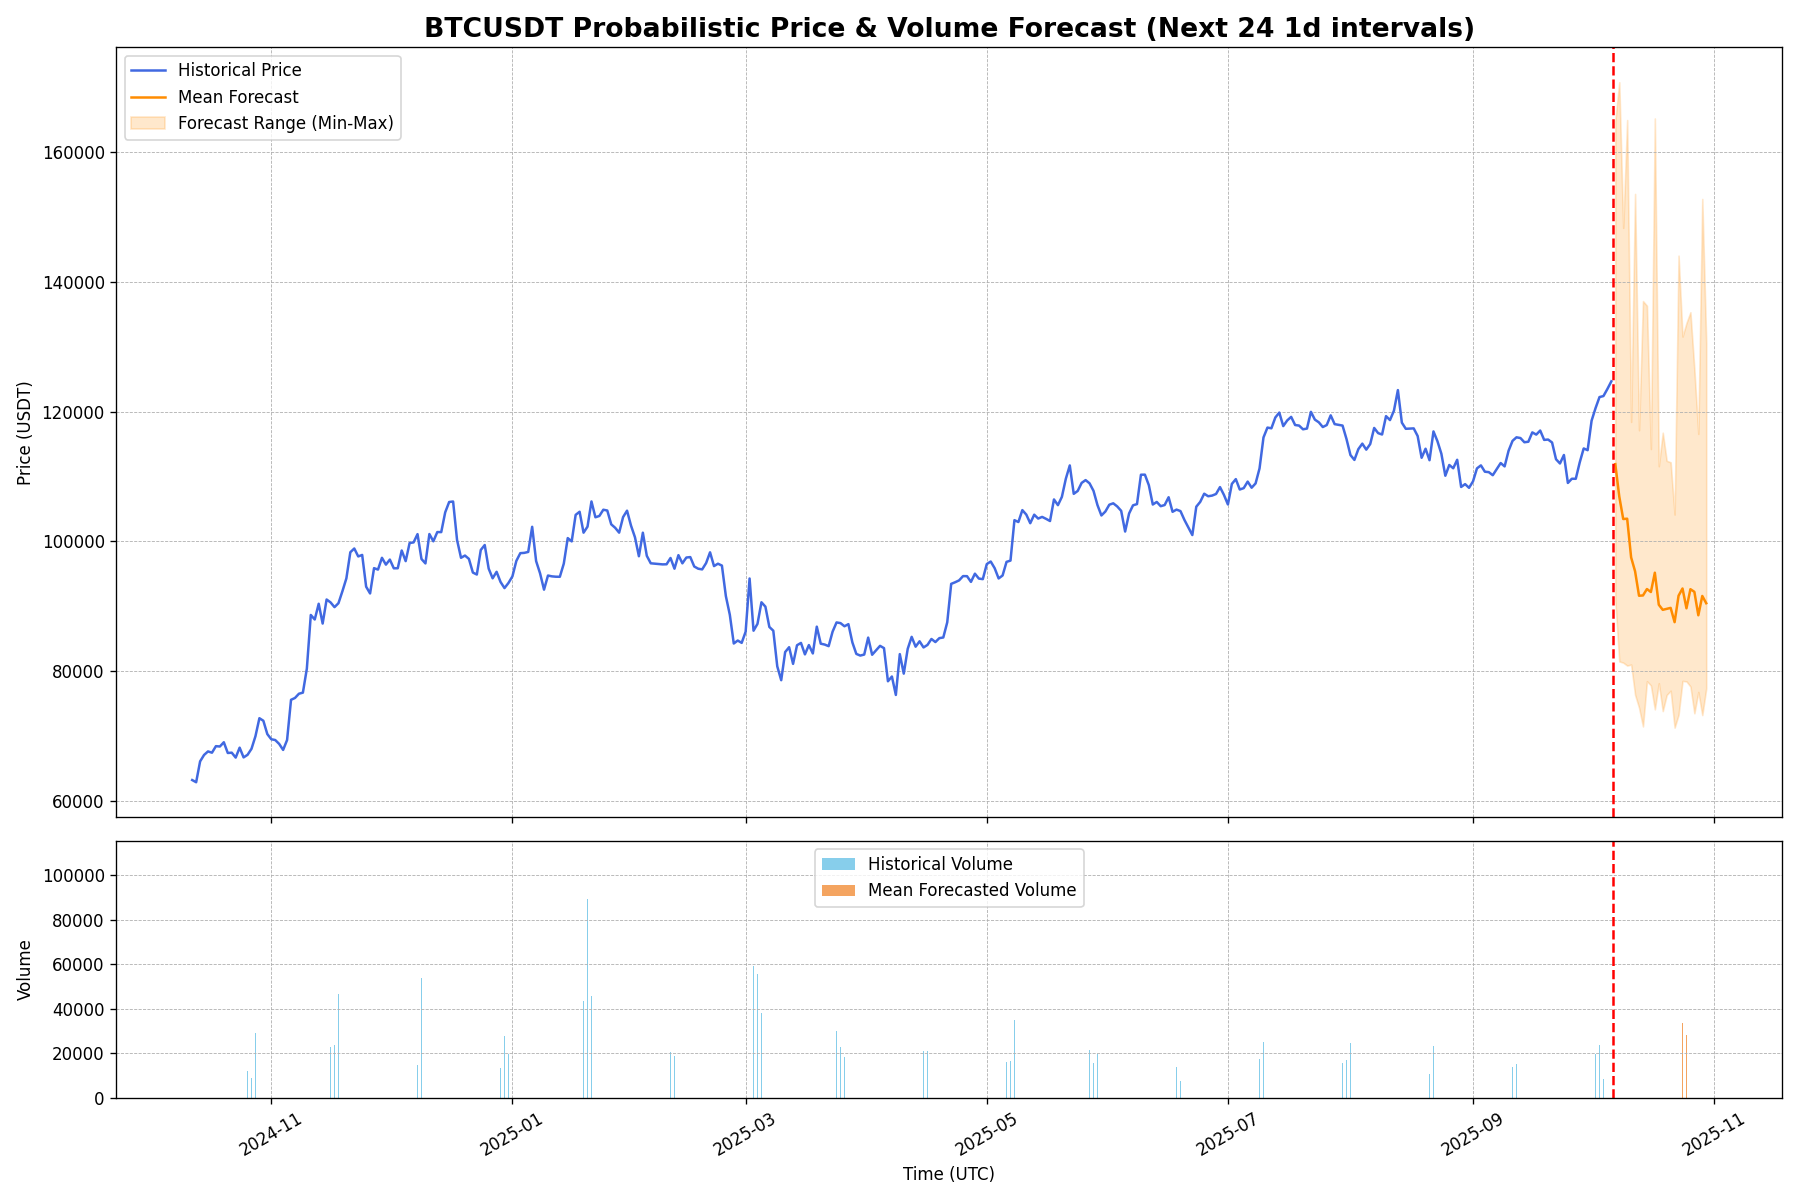 BTCUSDT Probabilistic Price & Volume Forecast (Next 24 1d intervals)
Historical Price
Mean Forecast
Forecast Range (Min-Max)
160000
140000
120000
100000
80000
60000
Price (USDT)
Historical Volume
Mean Forecasted Volume
100000
80000
60000
40000
20000
0
Volume
2024-11
2025-01
2025-03
2025-05
2025-07
2025-09
2025-11
Time (UTC)